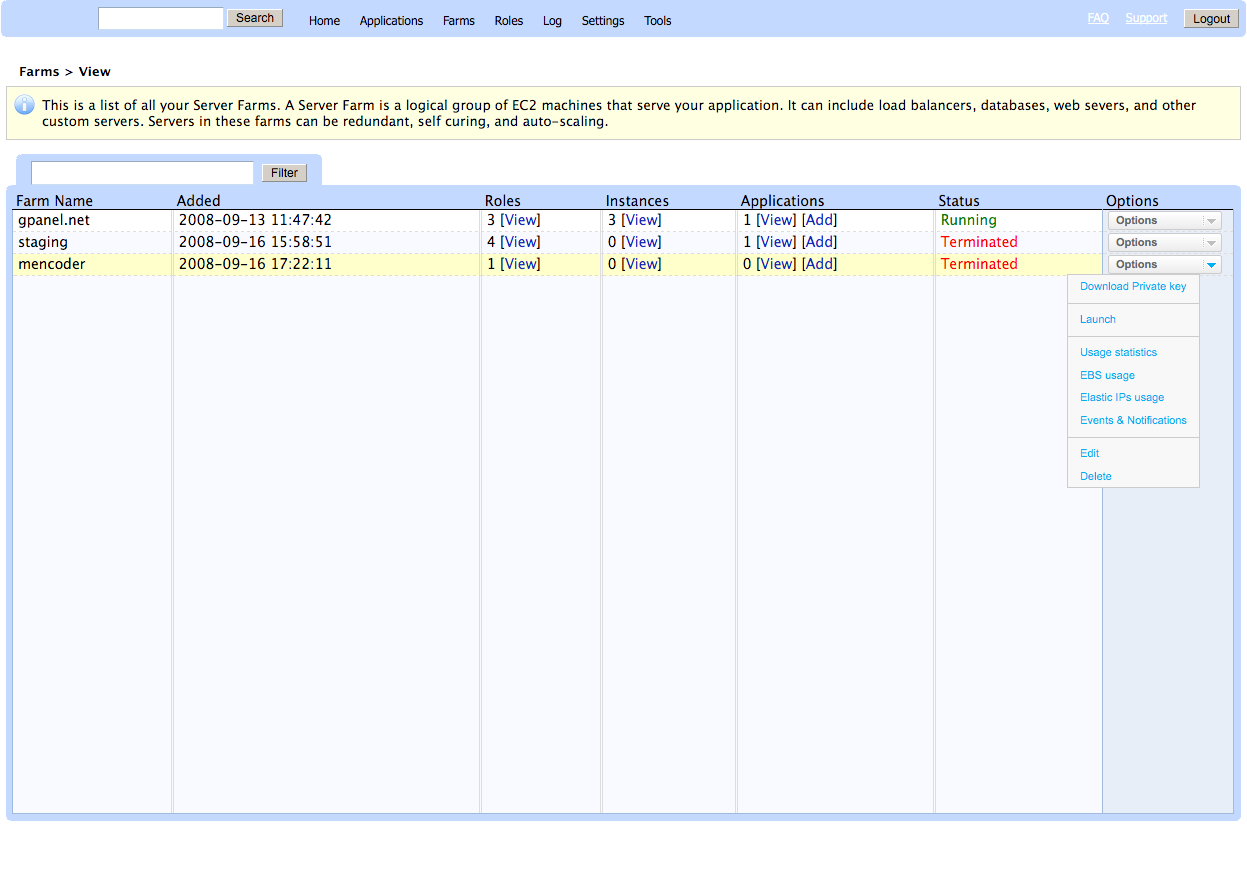 Search Home Applications Farms Roles Log Settings Tools FAQ Support Logout
Farms > View
This is a list of all your Server Farms. A Server Farm is a logical group of EC2 machines that serve your application. It can include load balancers, databases, web severs, and other
custom servers. Servers in these farms can be redundant, self curing, and auto-scaling.
Filter
Farm Name Added Roles Instances Applications Status Options
gpanel.net 2008-09-13 11:47:42 3 [View] 3 [View] 1 [View] [Add] Running Options
staging 2008-09-16 15:58:51 4 [View] 0 [View] 1 [View] [Add] Terminated Options
mencoder 2008-09-16 17:22:11 1 [View] 0 [View] 0 [View] [Add] Terminated Options
Download Private key
Launch
Usage statistics
EBS usage
Elastic IPs usage
Events & Notifications
Edit
Delete